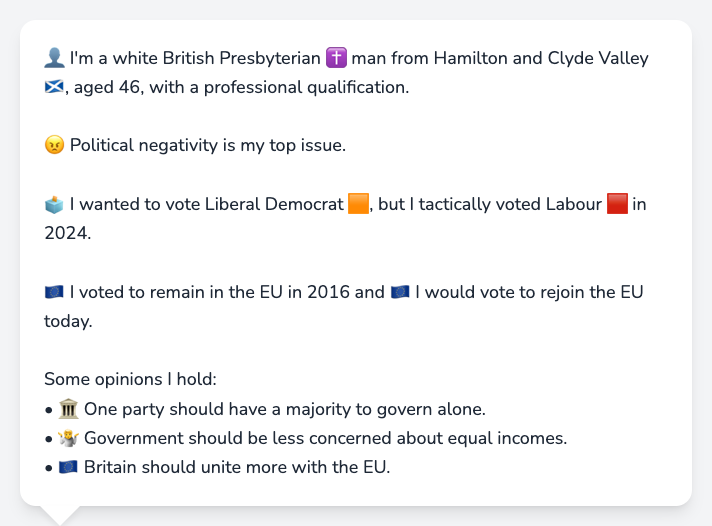 👤 I'm a white British Presbyterian ✝️ man from Hamilton and Clyde Valley
🏴󠁧󠁢󠁳󠁣󠁴󠁿, aged 46, with a professional qualification.
😠 Political negativity is my top issue.
🗳️ I wanted to vote Liberal Democrat 🟧, but I tactically voted Labour 🟥 in
2024.
🇪🇺 I voted to remain in the EU in 2016 and 🇪🇺 I would vote to rejoin the EU
today.
Some opinions I hold:
• 🏛️ One party should have a majority to govern alone.
• 🤷 Government should be less concerned about equal incomes.
• 🇪🇺 Britain should unite more with the EU.